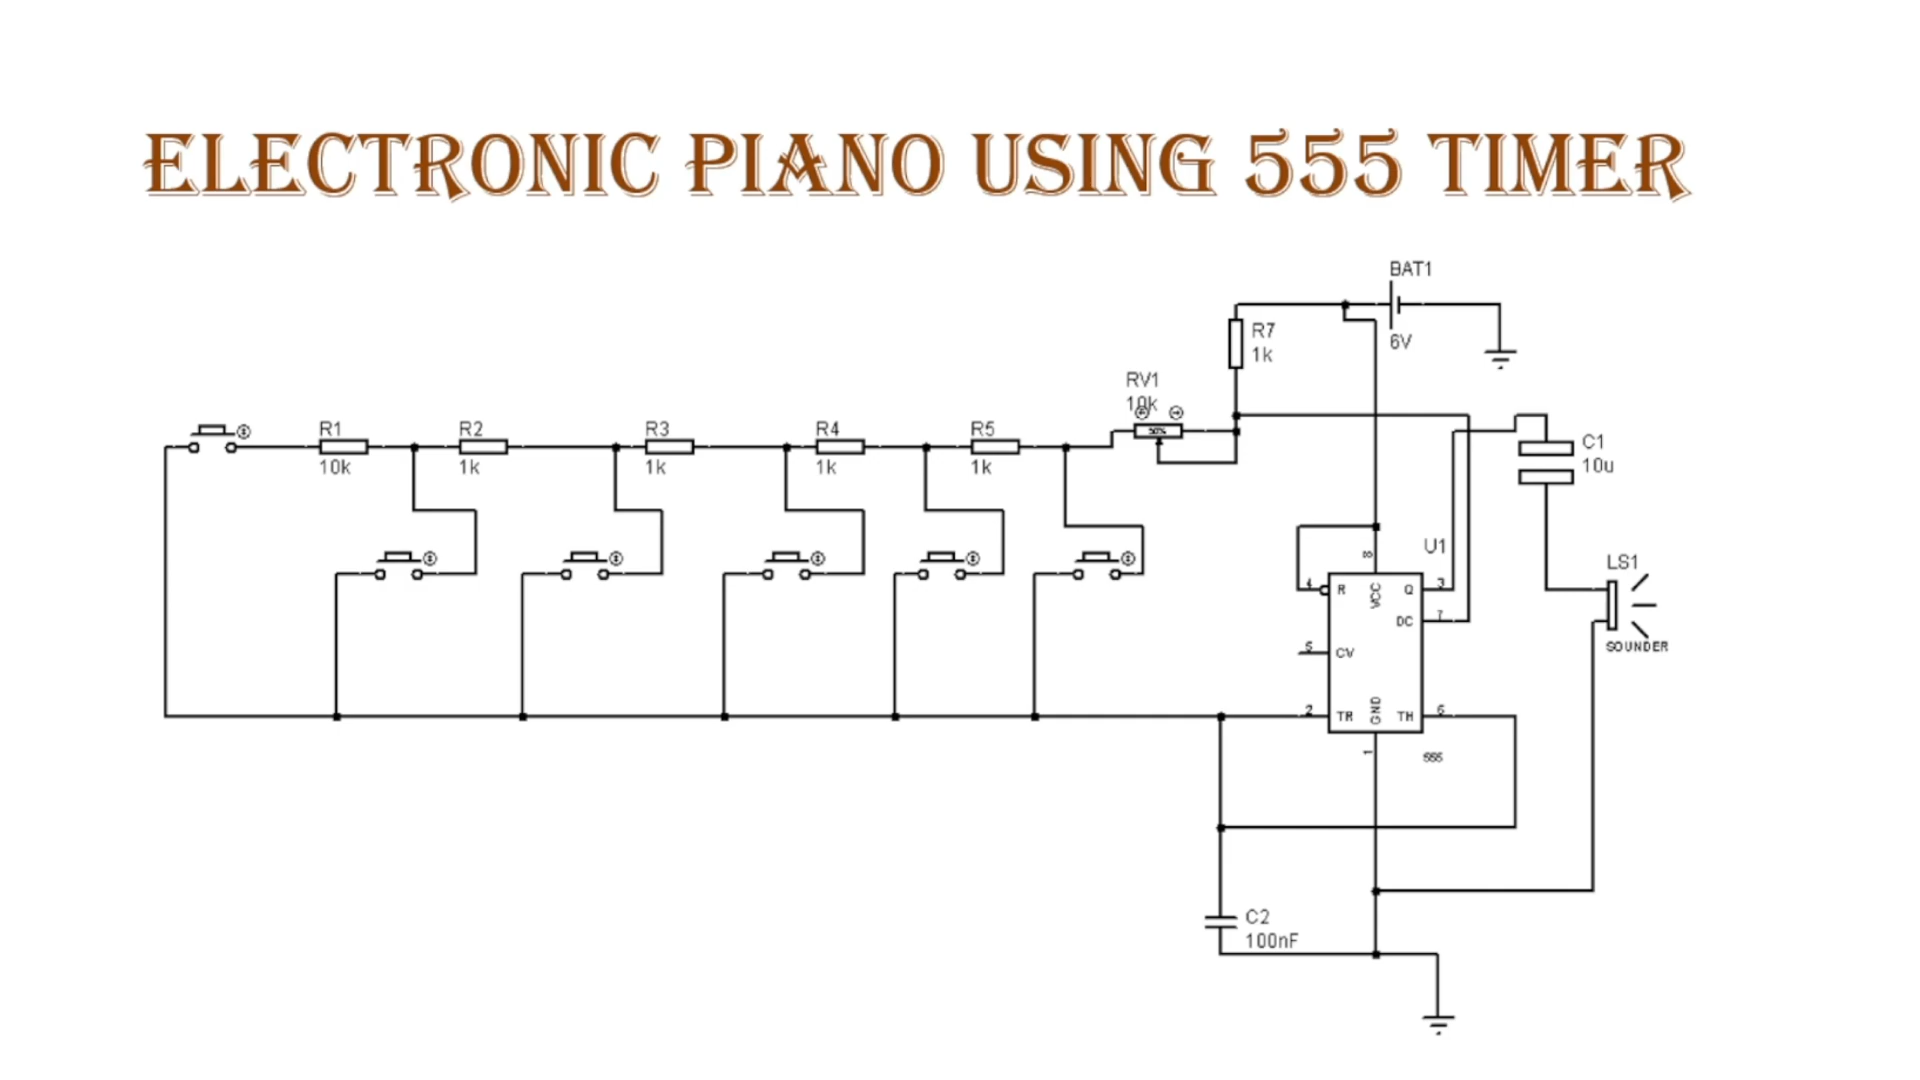 ELECTRONIC PIANO USING 555 TIMER
BAT1
6V
R7
1k
RV1
10k
50%
R1
10k
R2
1k
R3
1k
R4
1k
R5
1k
C1
10u
U1
8
4
R
VCC
Q
3
DC
7
5
CV
2
TR
GND
TH
6
1
555
LS1
SOUNDER
C2
100nF